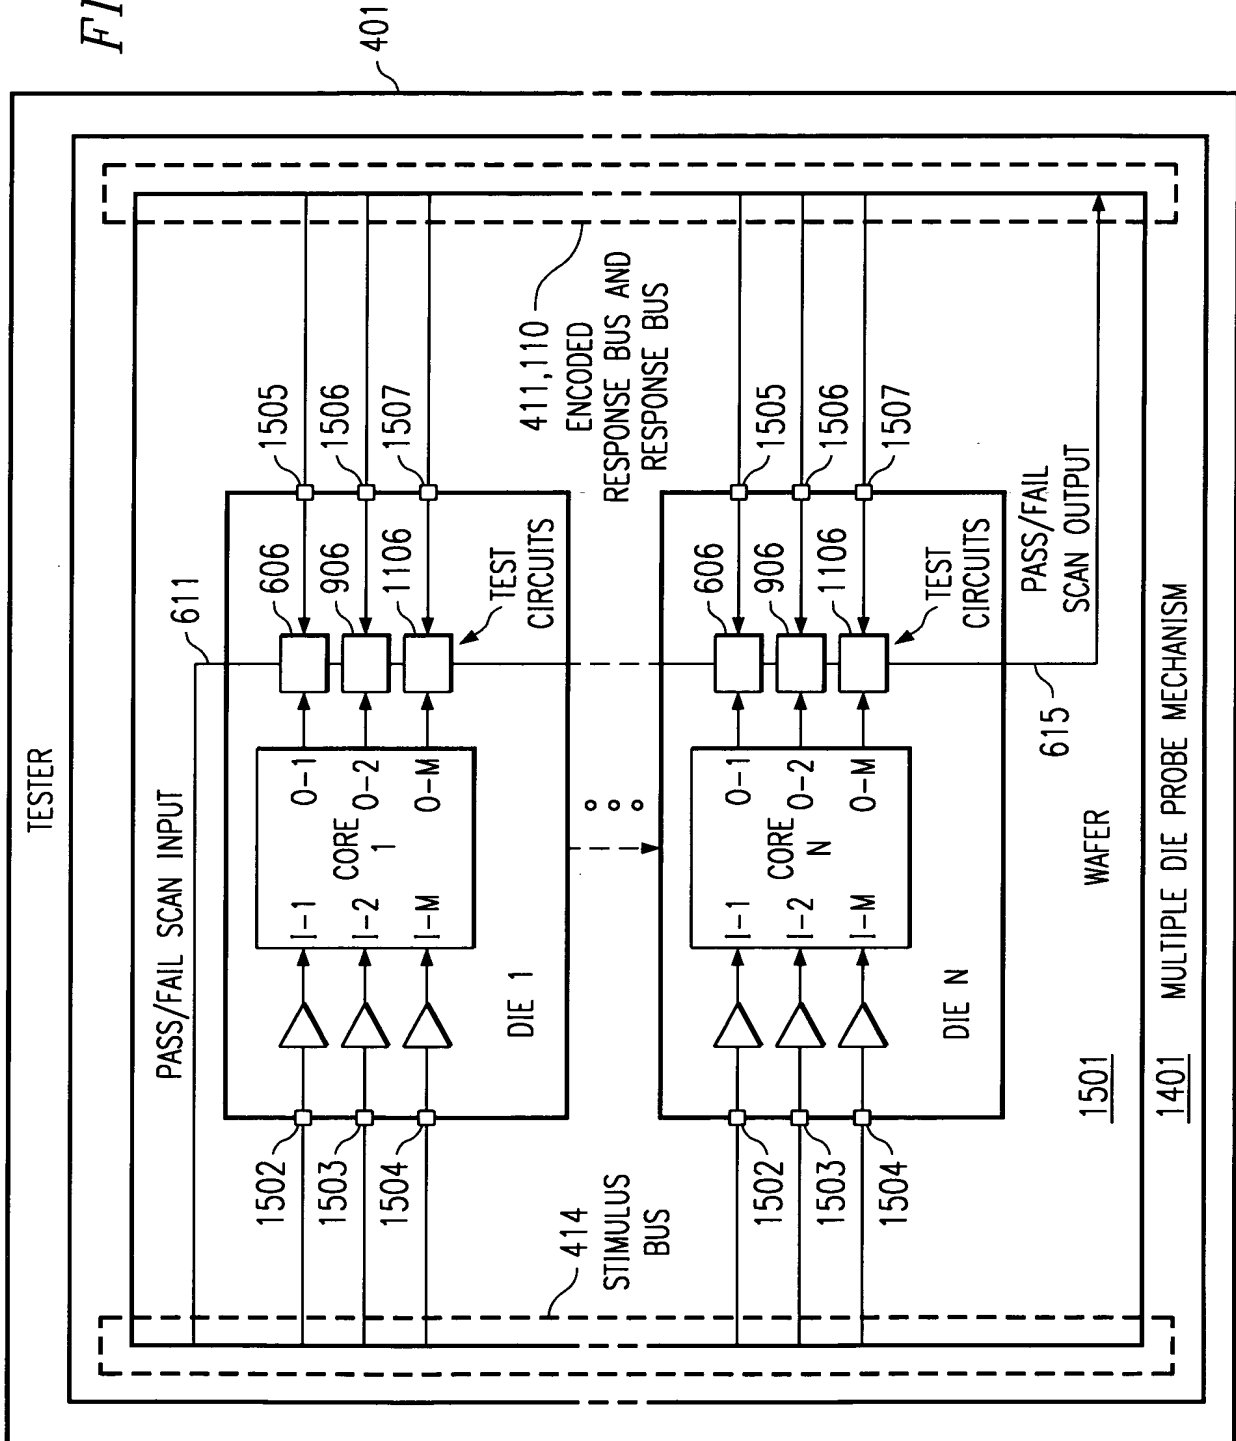 FI
TESTER
401
PASS/FAIL SCAN INPUT
611
414
STIMULUS
BUS
1502
1503
1504
I-1
I-2
I-M
CORE
1
O-1
O-2
O-M
DIE 1
606
906
1106
TEST
CIRCUITS
1505
1506
1507
411,110
ENCODED
RESPONSE BUS AND
RESPONSE BUS
1502
1503
1504
I-1
I-2
I-M
CORE
N
O-1
O-2
O-M
DIE N
606
906
1106
TEST
CIRCUITS
1505
1506
1507
615
PASS/FAIL
SCAN OUTPUT
1501
WAFER
1401
MULTIPLE DIE PROBE MECHANISM